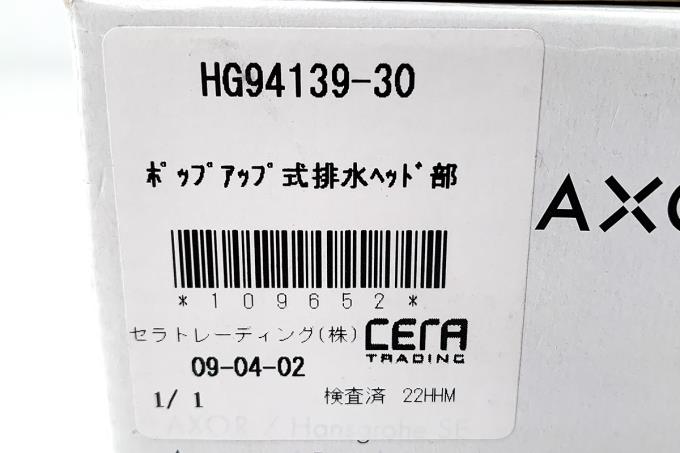 HG94139-30
ﾎﾟｯﾌﾟｱｯﾌﾟ式排水ﾍｯﾄﾞ部
*109652*
セラトレーディング(株) CERA
TRADING
09-04-02
1/ 1 検査済 22HHM
AXOR / Hansgrohe SE